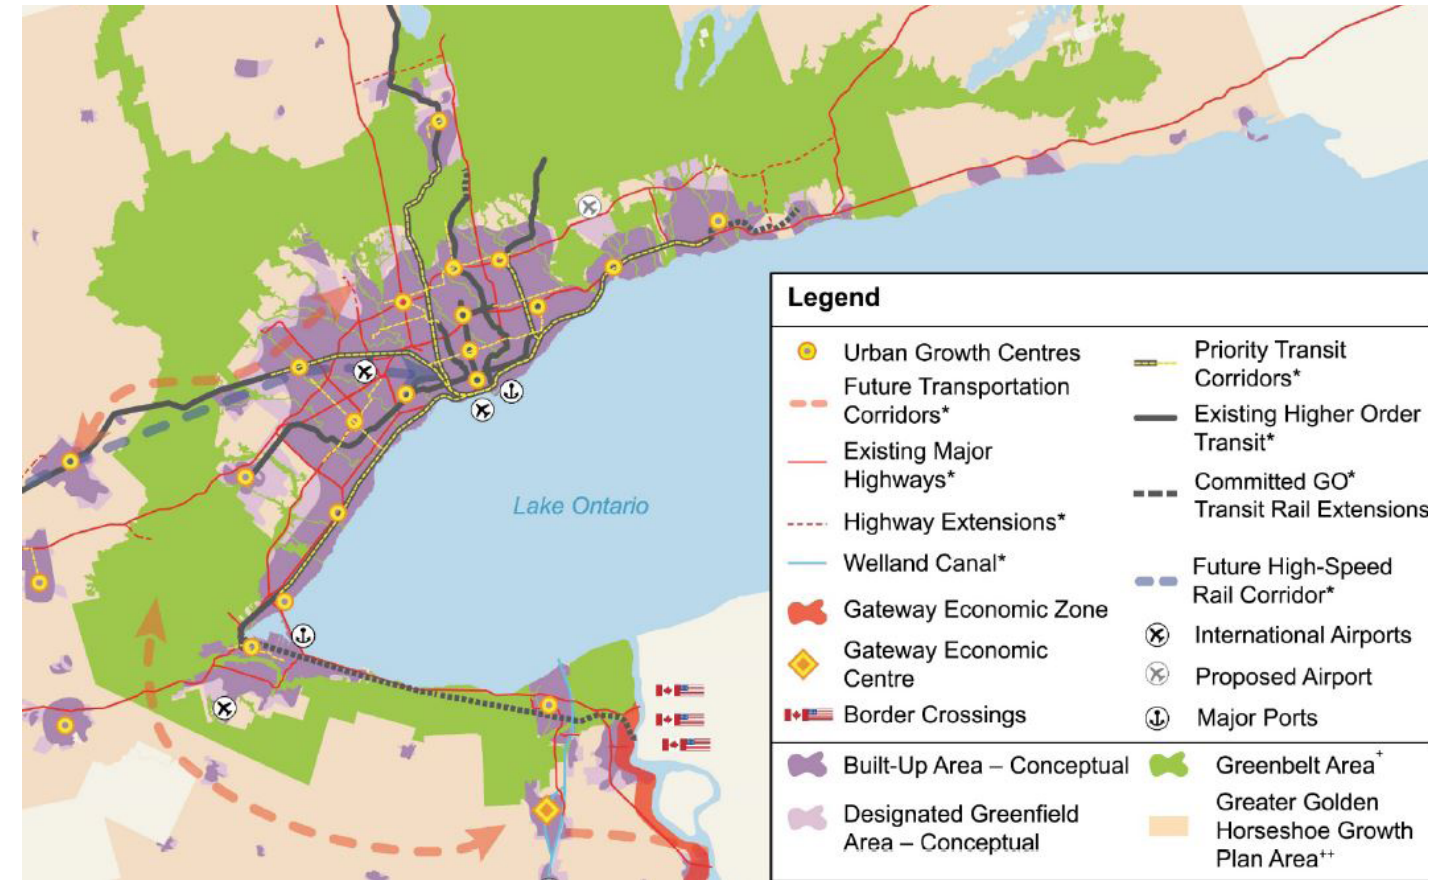 Lake Ontario
Legend
Urban Growth Centres
Future Transportation
Corridors*
Existing Major
Highways*
Highway Extensions*
Welland Canal*
Gateway Economic Zone
Gateway Economic
Centre
Border Crossings
Priority Transit
Corridors*
Existing Higher Order
Transit*
Committed GO*
Transit Rail Extensions
Future High-Speed
Rail Corridor*
International Airports
Proposed Airport
Major Ports
Built-Up Area – Conceptual
Designated Greenfield
Area – Conceptual
Greenbelt Area+
Greater Golden
Horseshoe Growth
Plan Area++